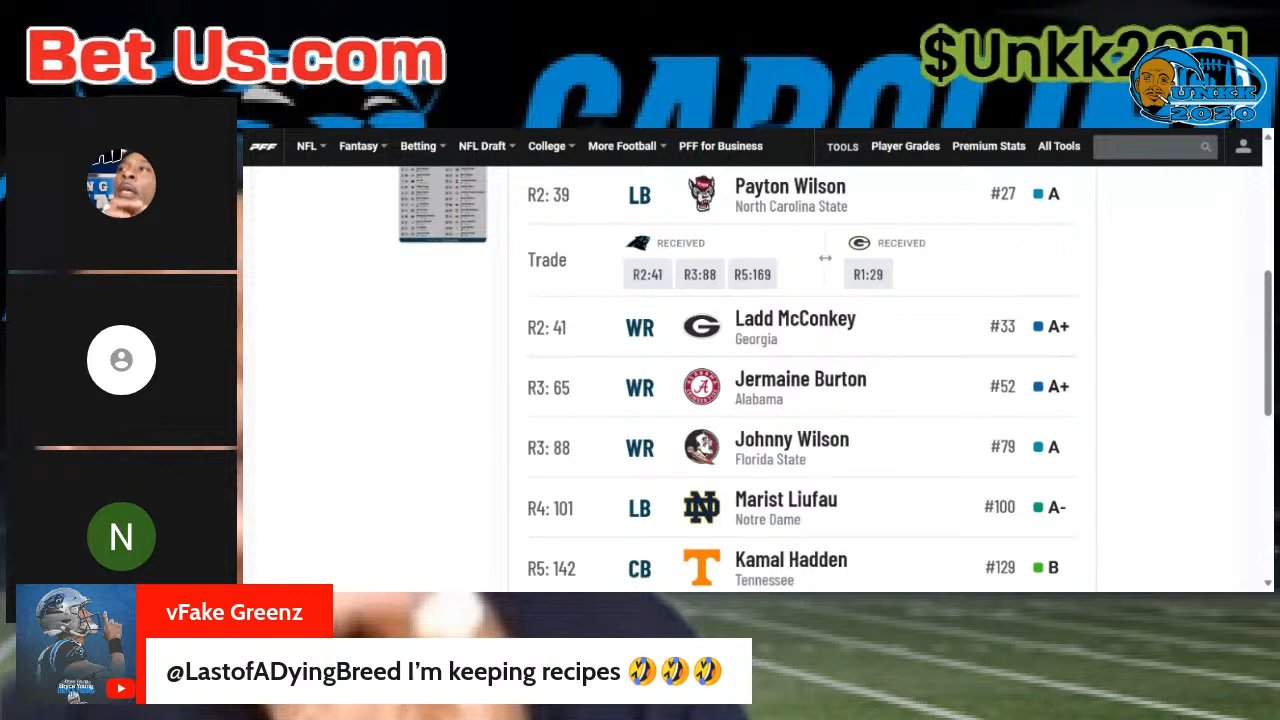 Bet Us.com
$Unkk2021
UNKK
2020
CAROLIN
PFF NFL Fantasy Betting NFL Draft College More Football PFF for Business TOOLS Player Grades Premium Stats All Tools
R2: 39 LB Payton Wilson #27 A
North Carolina State
Trade RECEIVED RECEIVED
R2:41 R3:88 R5:169 R1:29
R2: 41 WR Ladd McConkey #33 A+
Georgia
R3: 65 WR Jermaine Burton #52 A+
Alabama
R3: 88 WR Johnny Wilson #79 A
Florida State
R4: 101 LB Marist Liufau #100 A-
Notre Dame
R5: 142 CB Kamal Hadden #129 B
Tennessee
N
vFake Greenz
@LastofADyingBreed I’m keeping recipes 🤣🤣🤣